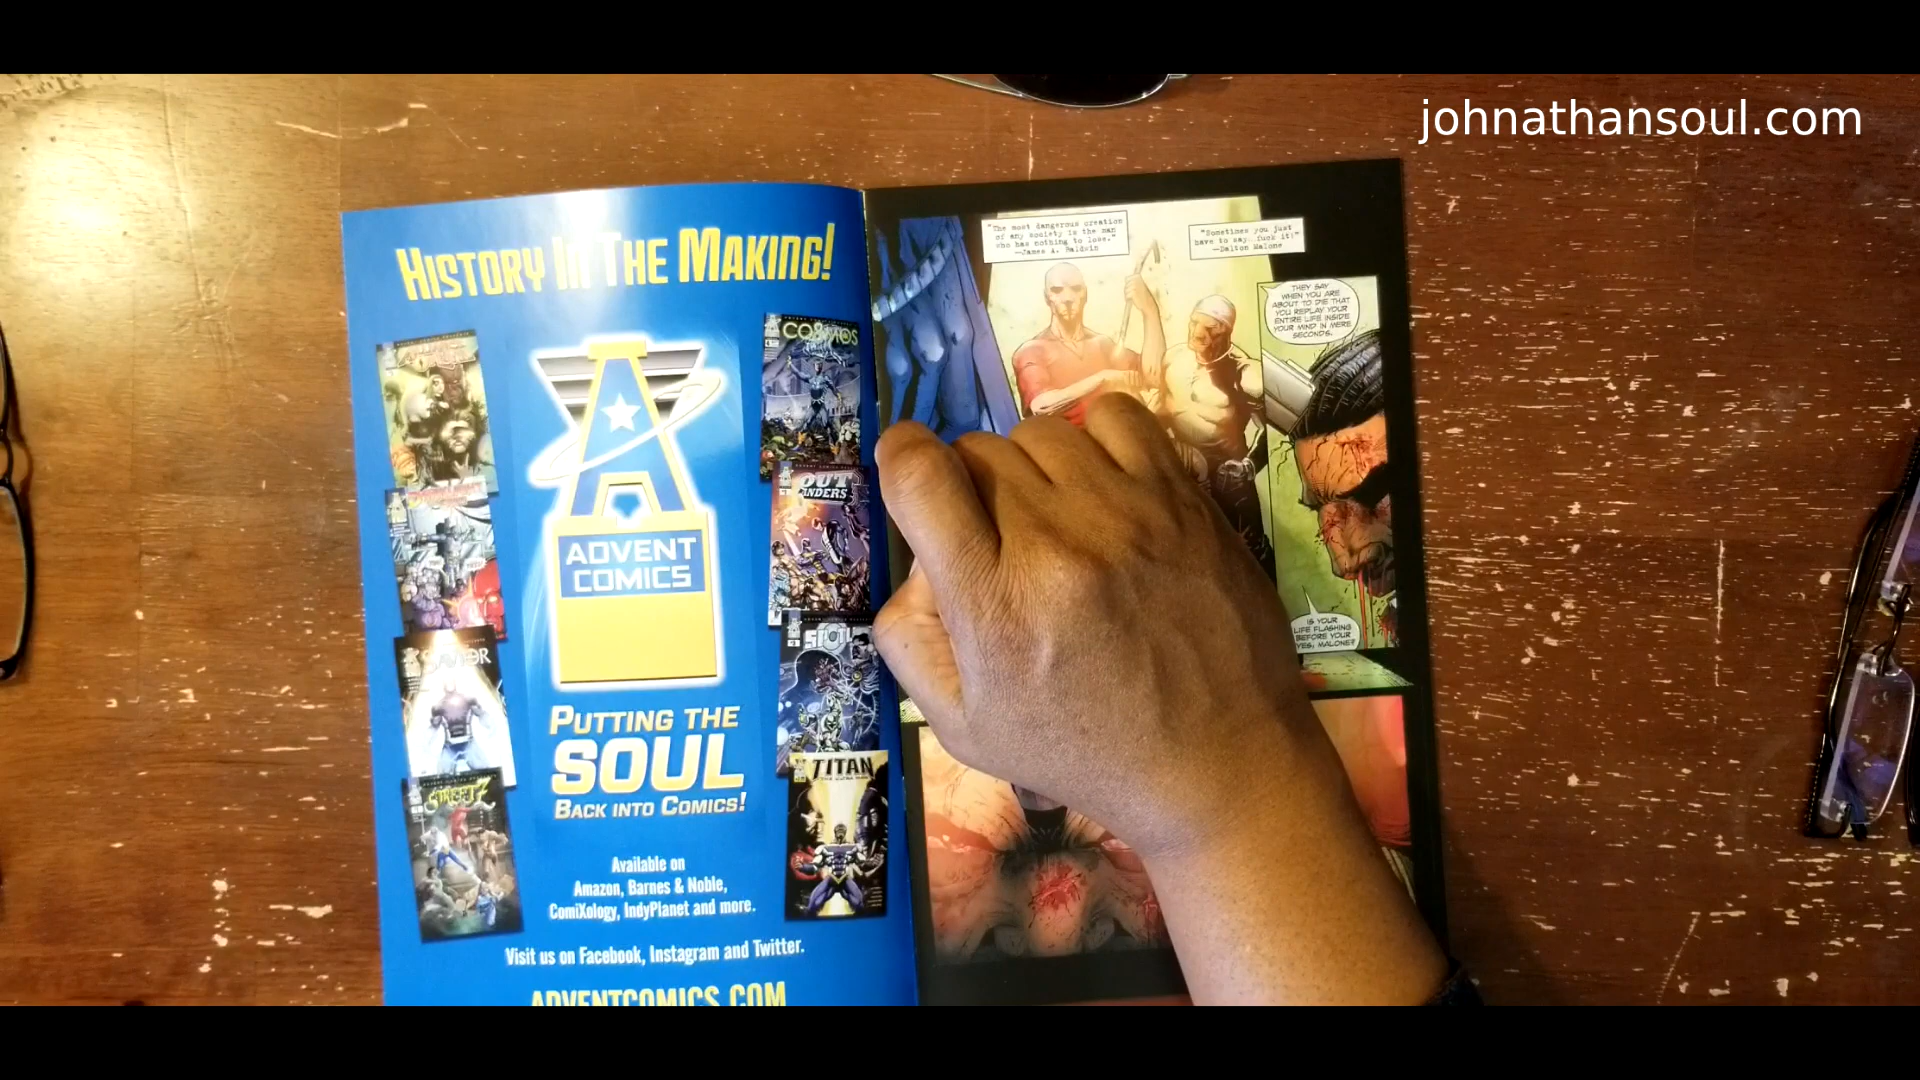 johnathansoul.com
HISTORY IN THE MAKING!
COSMOS
OUT
ADVENT
COMICS
STREETZ
TITAN
PUTTING THE
SOUL
BACK INTO COMICS!
Available on
Amazon, Barnes & Noble,
ComiXology, IndyPlanet and more.
Visit us on Facebook, Instagram and Twitter.
ADVENTCOMICS.COM
"The most dangerous creation
of any society is the man
who has nothing to lose."
—James A. Baldwin
"Sometimes you just
have to say...fuck it!"
—Dalton Malone
THEY SAY
WHEN YOU ARE
ABOUT TO DIE THAT
YOU REPLAY YOUR
ENTIRE LIFE INSIDE
YOUR MIND IN MERE
SECONDS.
IS YOUR
LIFE FLASHING
BEFORE YOUR
EYES, MALONE?